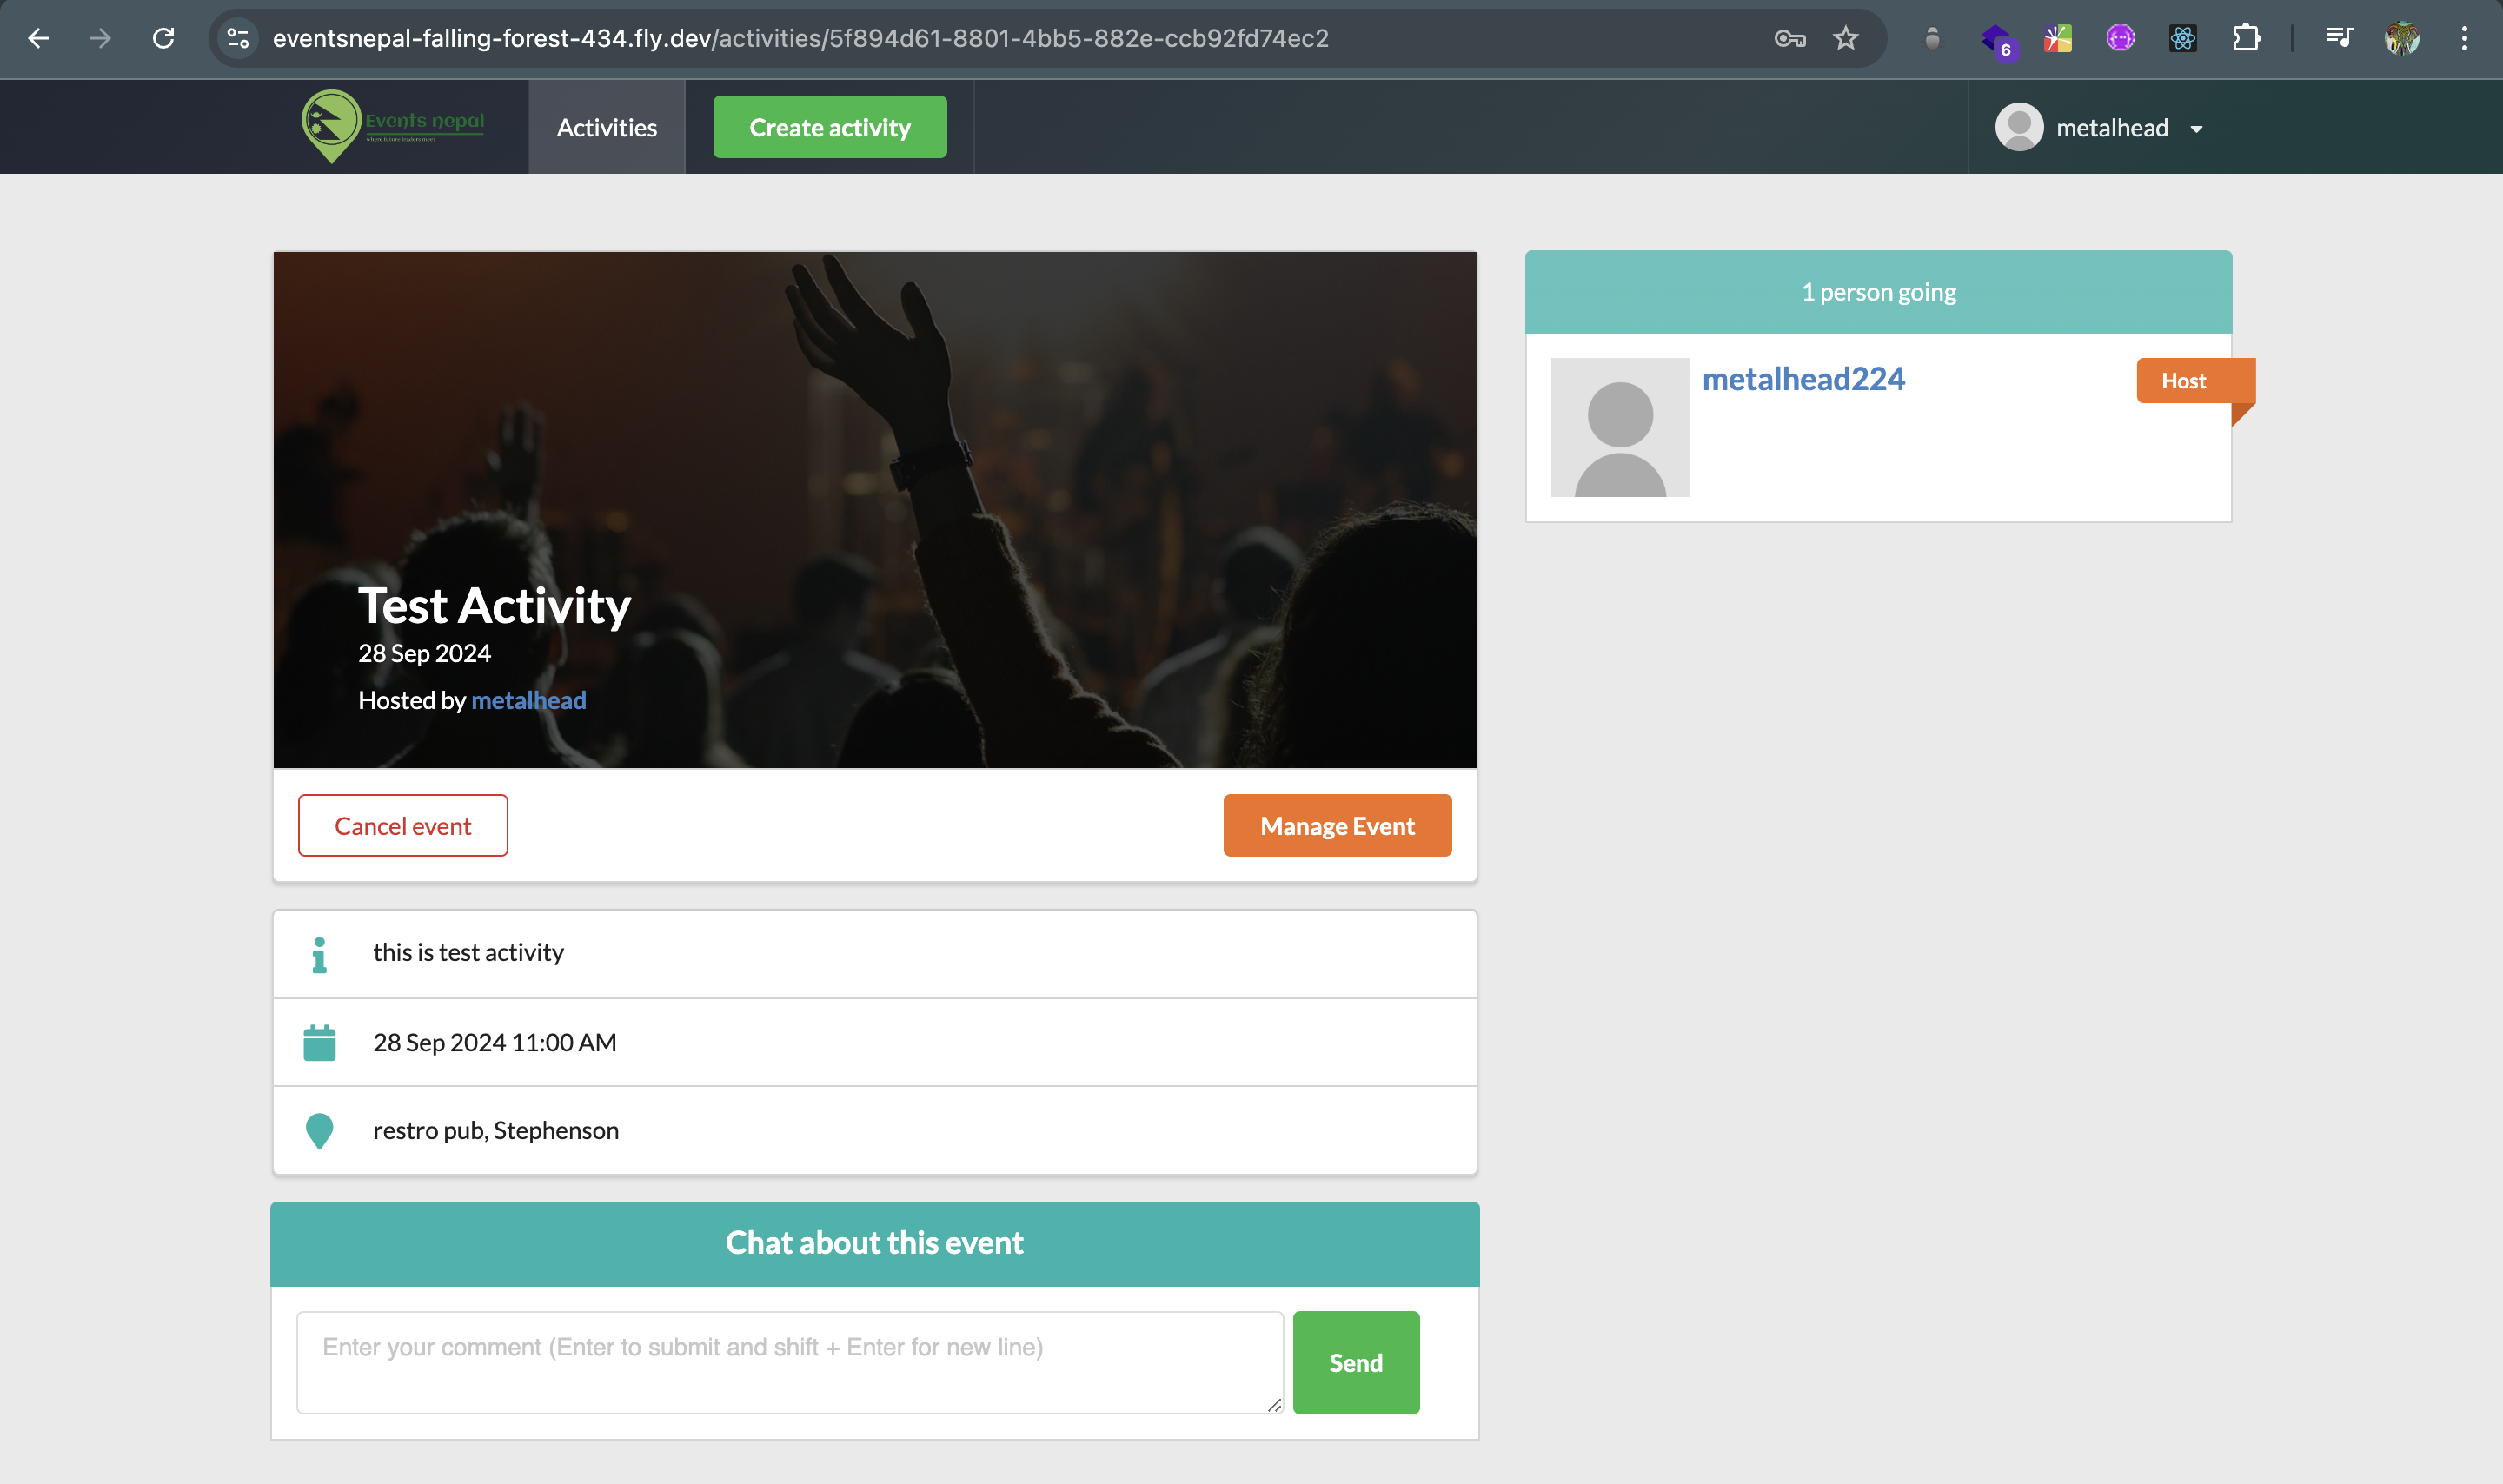 eventsnepal-falling-forest-434.fly.dev/activities/5f894d61-8801-4bb5-882e-ccb92fd74ec2
6
Events nepal
Activities
Create activity
metalhead
1 person going
metalhead224
Host
Test Activity
28 Sep 2024
Hosted by metalhead
Cancel event
Manage Event
this is test activity
28 Sep 2024 11:00 AM
restro pub, Stephenson
Chat about this event
Enter your comment (Enter to submit and shift + Enter for new line)
Send